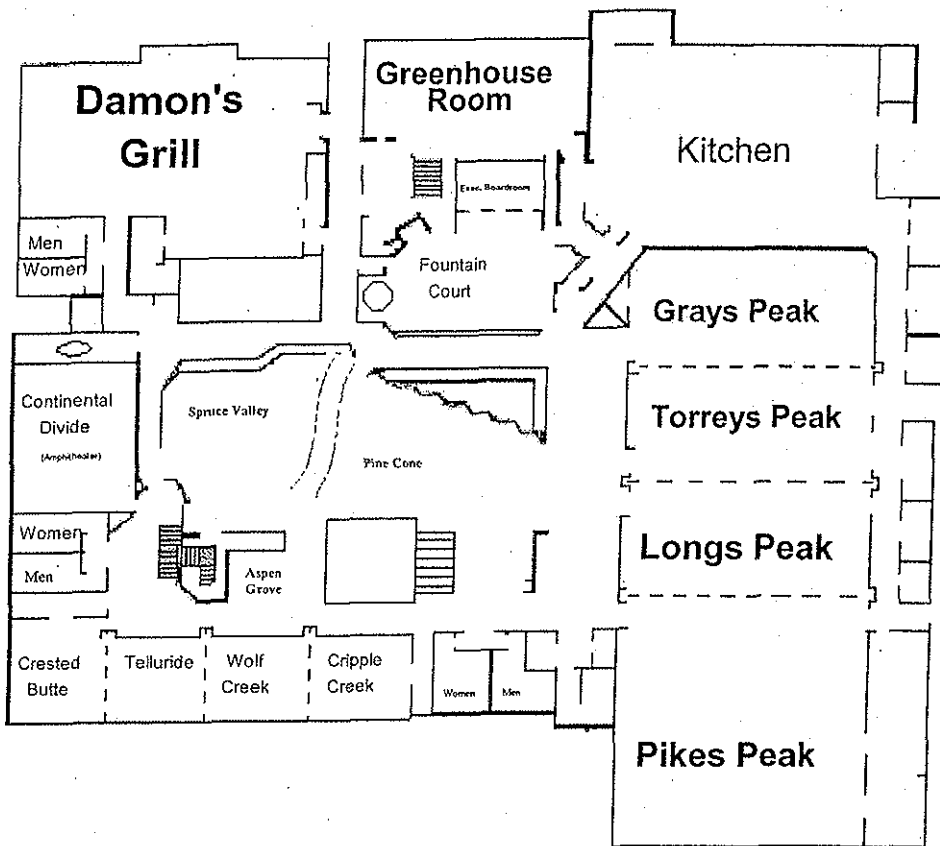 Damon's
Grill
Greenhouse
Room
Kitchen
Exec. Boardroom
Men
Women
Fountain
Court
Grays Peak
Continental
Divide
(Amphitheater)
Spruce Valley
Torreys Peak
Pine Cone
Women
Men
Aspen
Grove
Longs Peak
Crested
Butte
Telluride
Wolf
Creek
Cripple
Creek
Women
Men
Pikes Peak